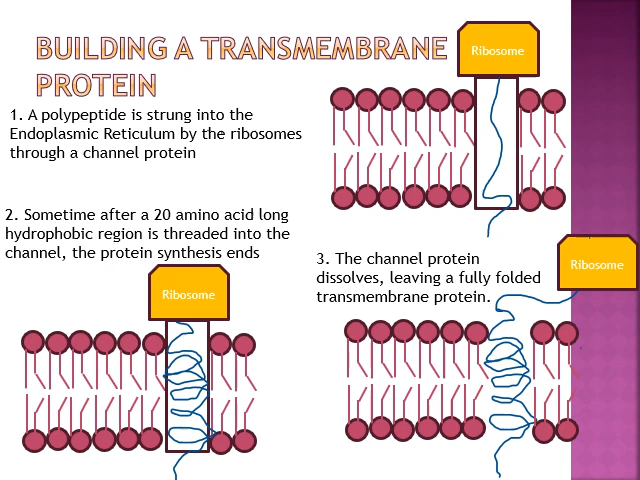 BUILDING A TRANSMEMBRANE
PROTEIN
Ribosome
1. A polypeptide is strung into the
Endoplasmic Reticulum by the ribosomes
through a channel protein
2. Sometime after a 20 amino acid long
hydrophobic region is threaded into the
channel, the protein synthesis ends
Ribosome
3. The channel protein
dissolves, leaving a fully folded
transmembrane protein.
Ribosome